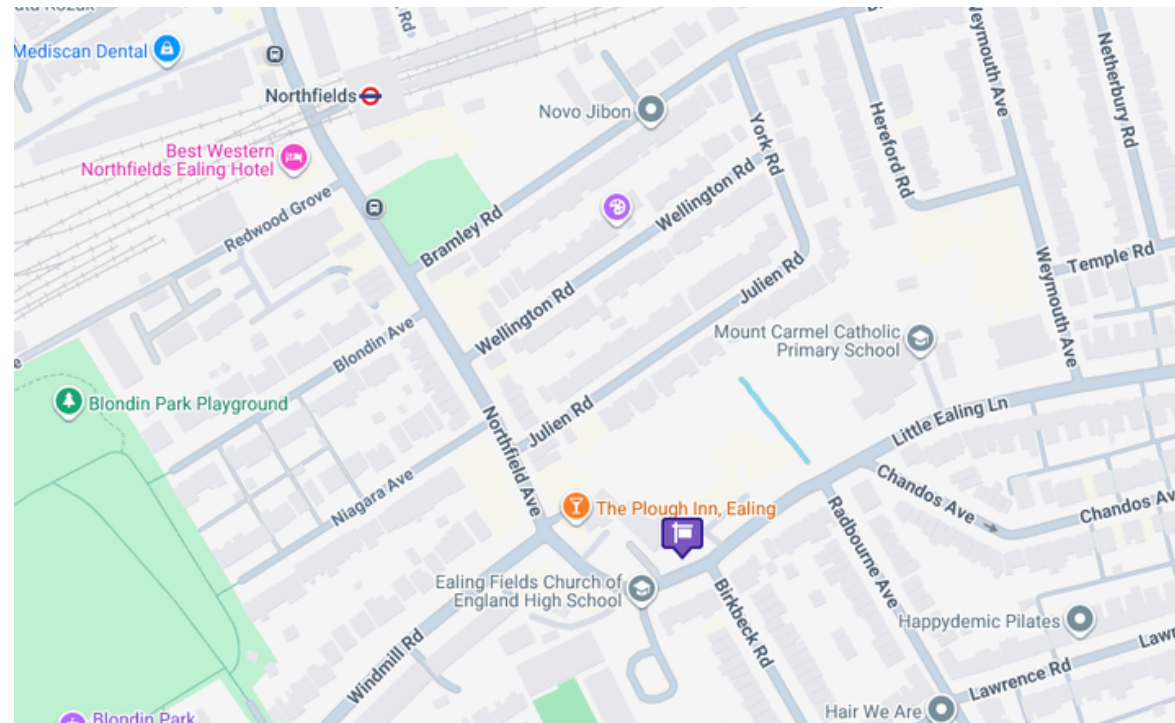 Mediscan Dental
Northfields
Best Western
Northfields Ealing Hotel
Redwood Grove
Novo Jibon
Bramley Rd
Wellington Rd
Wellington Rd
York Rd
Hereford Rd
Weymouth Ave
Netherbury Rd
Weymouth Ave
Temple Rd
Julien Rd
Mount Carmel Catholic
Primary School
Blondin Ave
Blondin Park Playground
Northfield Ave
Julien Rd
Niagara Ave
Little Ealing Ln
Chandos Ave
Chandos Av
The Plough Inn, Ealing
Ealing Fields Church of
England High School
Birkbeck Rd
Radbourne Ave
Happydemic Pilates
Windmill Rd
Lawrence Rd
Lawr
Hair We Are
Blondin Park